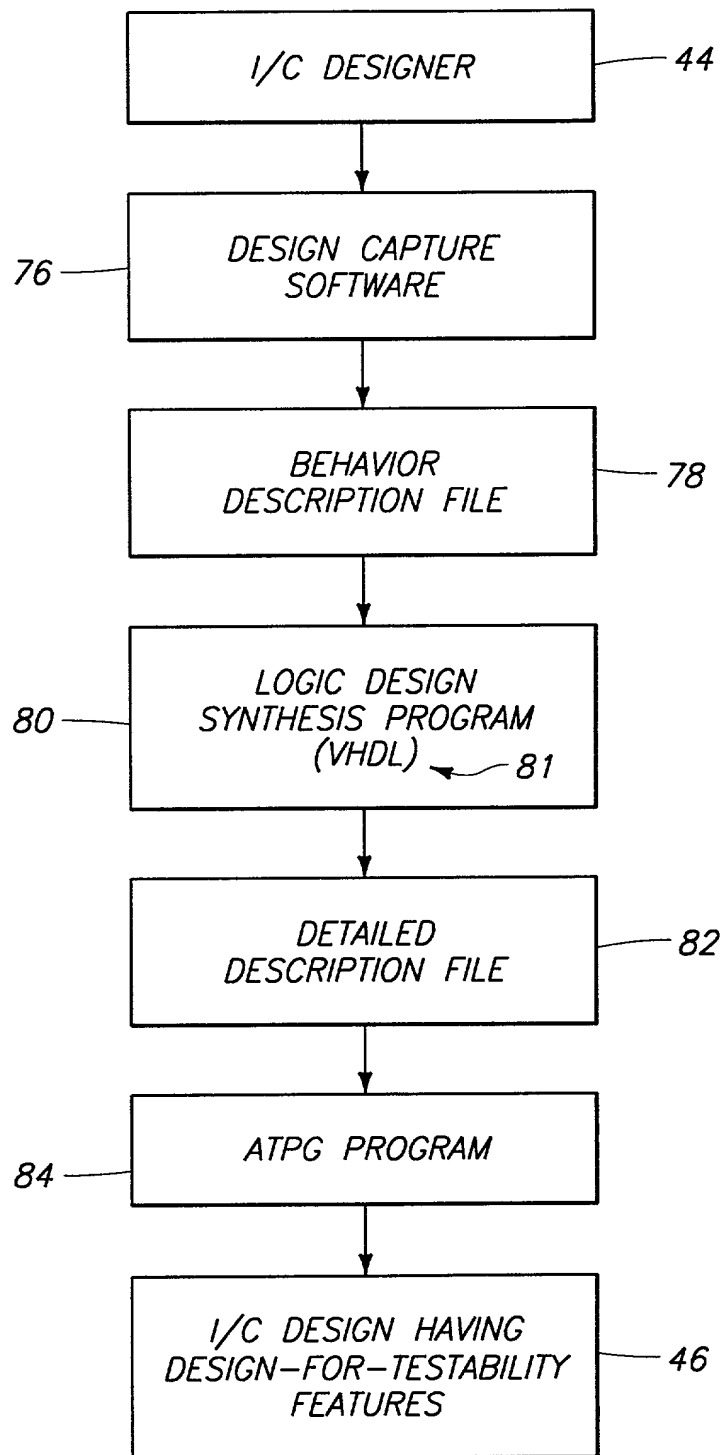 I/C DESIGNER
44
DESIGN CAPTURE
SOFTWARE
76
BEHAVIOR
DESCRIPTION FILE
78
LOGIC DESIGN
SYNTHESIS PROGRAM
(VHDL)
81
80
DETAILED
DESCRIPTION FILE
82
ATPG PROGRAM
84
I/C DESIGN HAVING
DESIGN-FOR-TESTABILITY
FEATURES
46